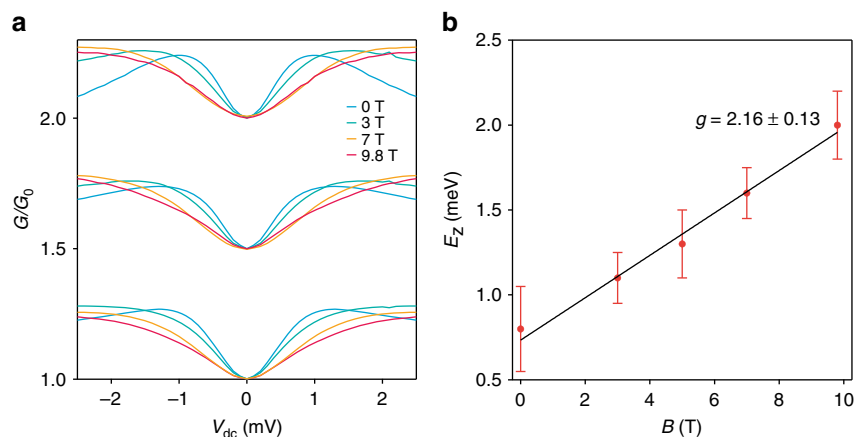 a
G/G0
2.0
1.5
1.0
0 T
3 T
7 T
9.8 T
–2 –1 0 1 2
Vdc (mV)
b
EZ (meV)
2.5
2.0
1.5
1.0
0.5
g = 2.16 ± 0.13
0 2 4 6 8 10
B (T)